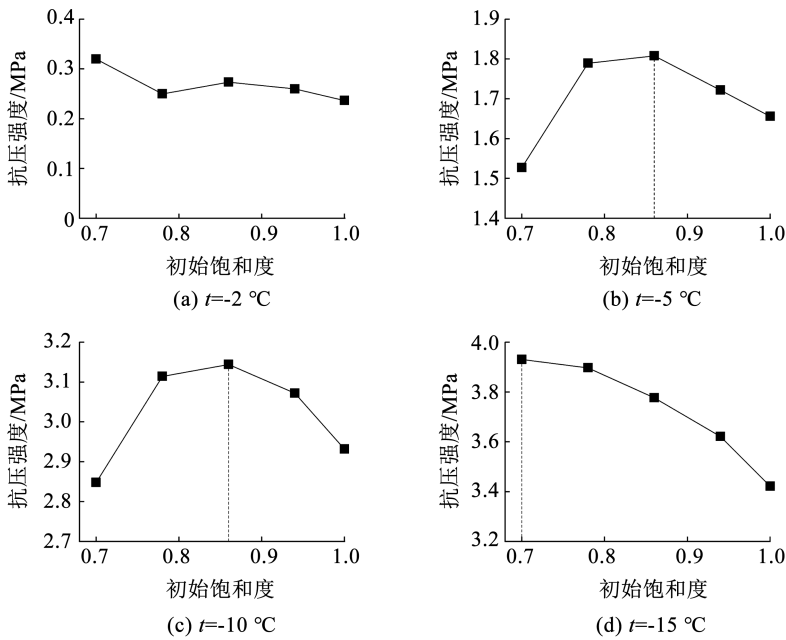 0.4
0.3
0.2
0.1
0
抗压强度/MPa
0.7 0.8 0.9 1.0
初始饱和度
(a) t=-2 ℃
1.9
1.8
1.7
1.6
1.5
1.4
抗压强度/MPa
0.7 0.8 0.9 1.0
初始饱和度
(b) t=-5 ℃
3.2
3.1
3.0
2.9
2.8
2.7
抗压强度/MPa
0.7 0.8 0.9 1.0
初始饱和度
(c) t=-10 ℃
4.0
3.8
3.6
3.4
3.2
抗压强度/MPa
0.7 0.8 0.9 1.0
初始饱和度
(d) t=-15 ℃